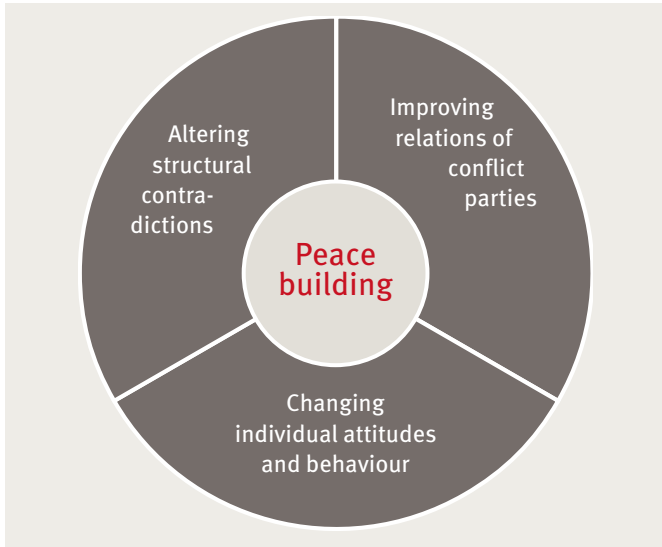 Altering
structural
contra-
dictions
Improving
relations of
conflict
parties
Peace
building
Changing
individual attitudes
and behaviour